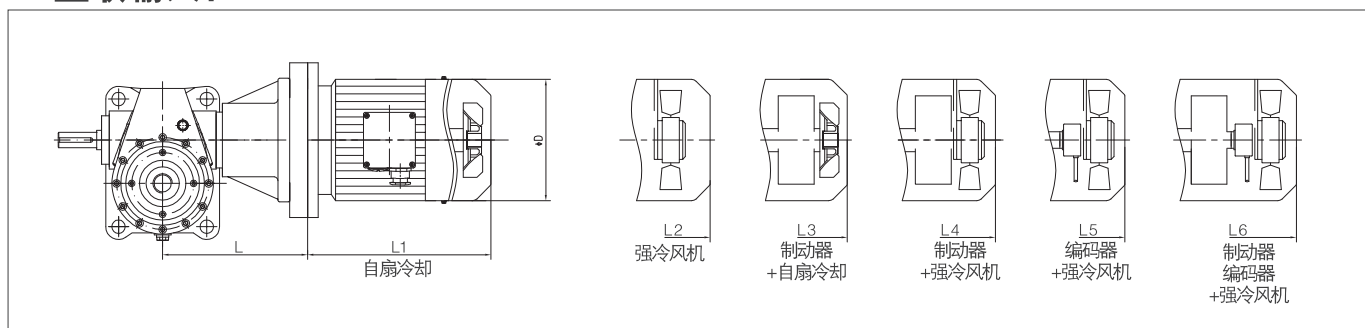 ΦD
L
L1
自扇冷却
L2
强冷风机
L3
制动器
+自扇冷却
L4
制动器
+强冷风机
L5
编码器
+强冷风机
L6
制动器
编码器
+强冷风机